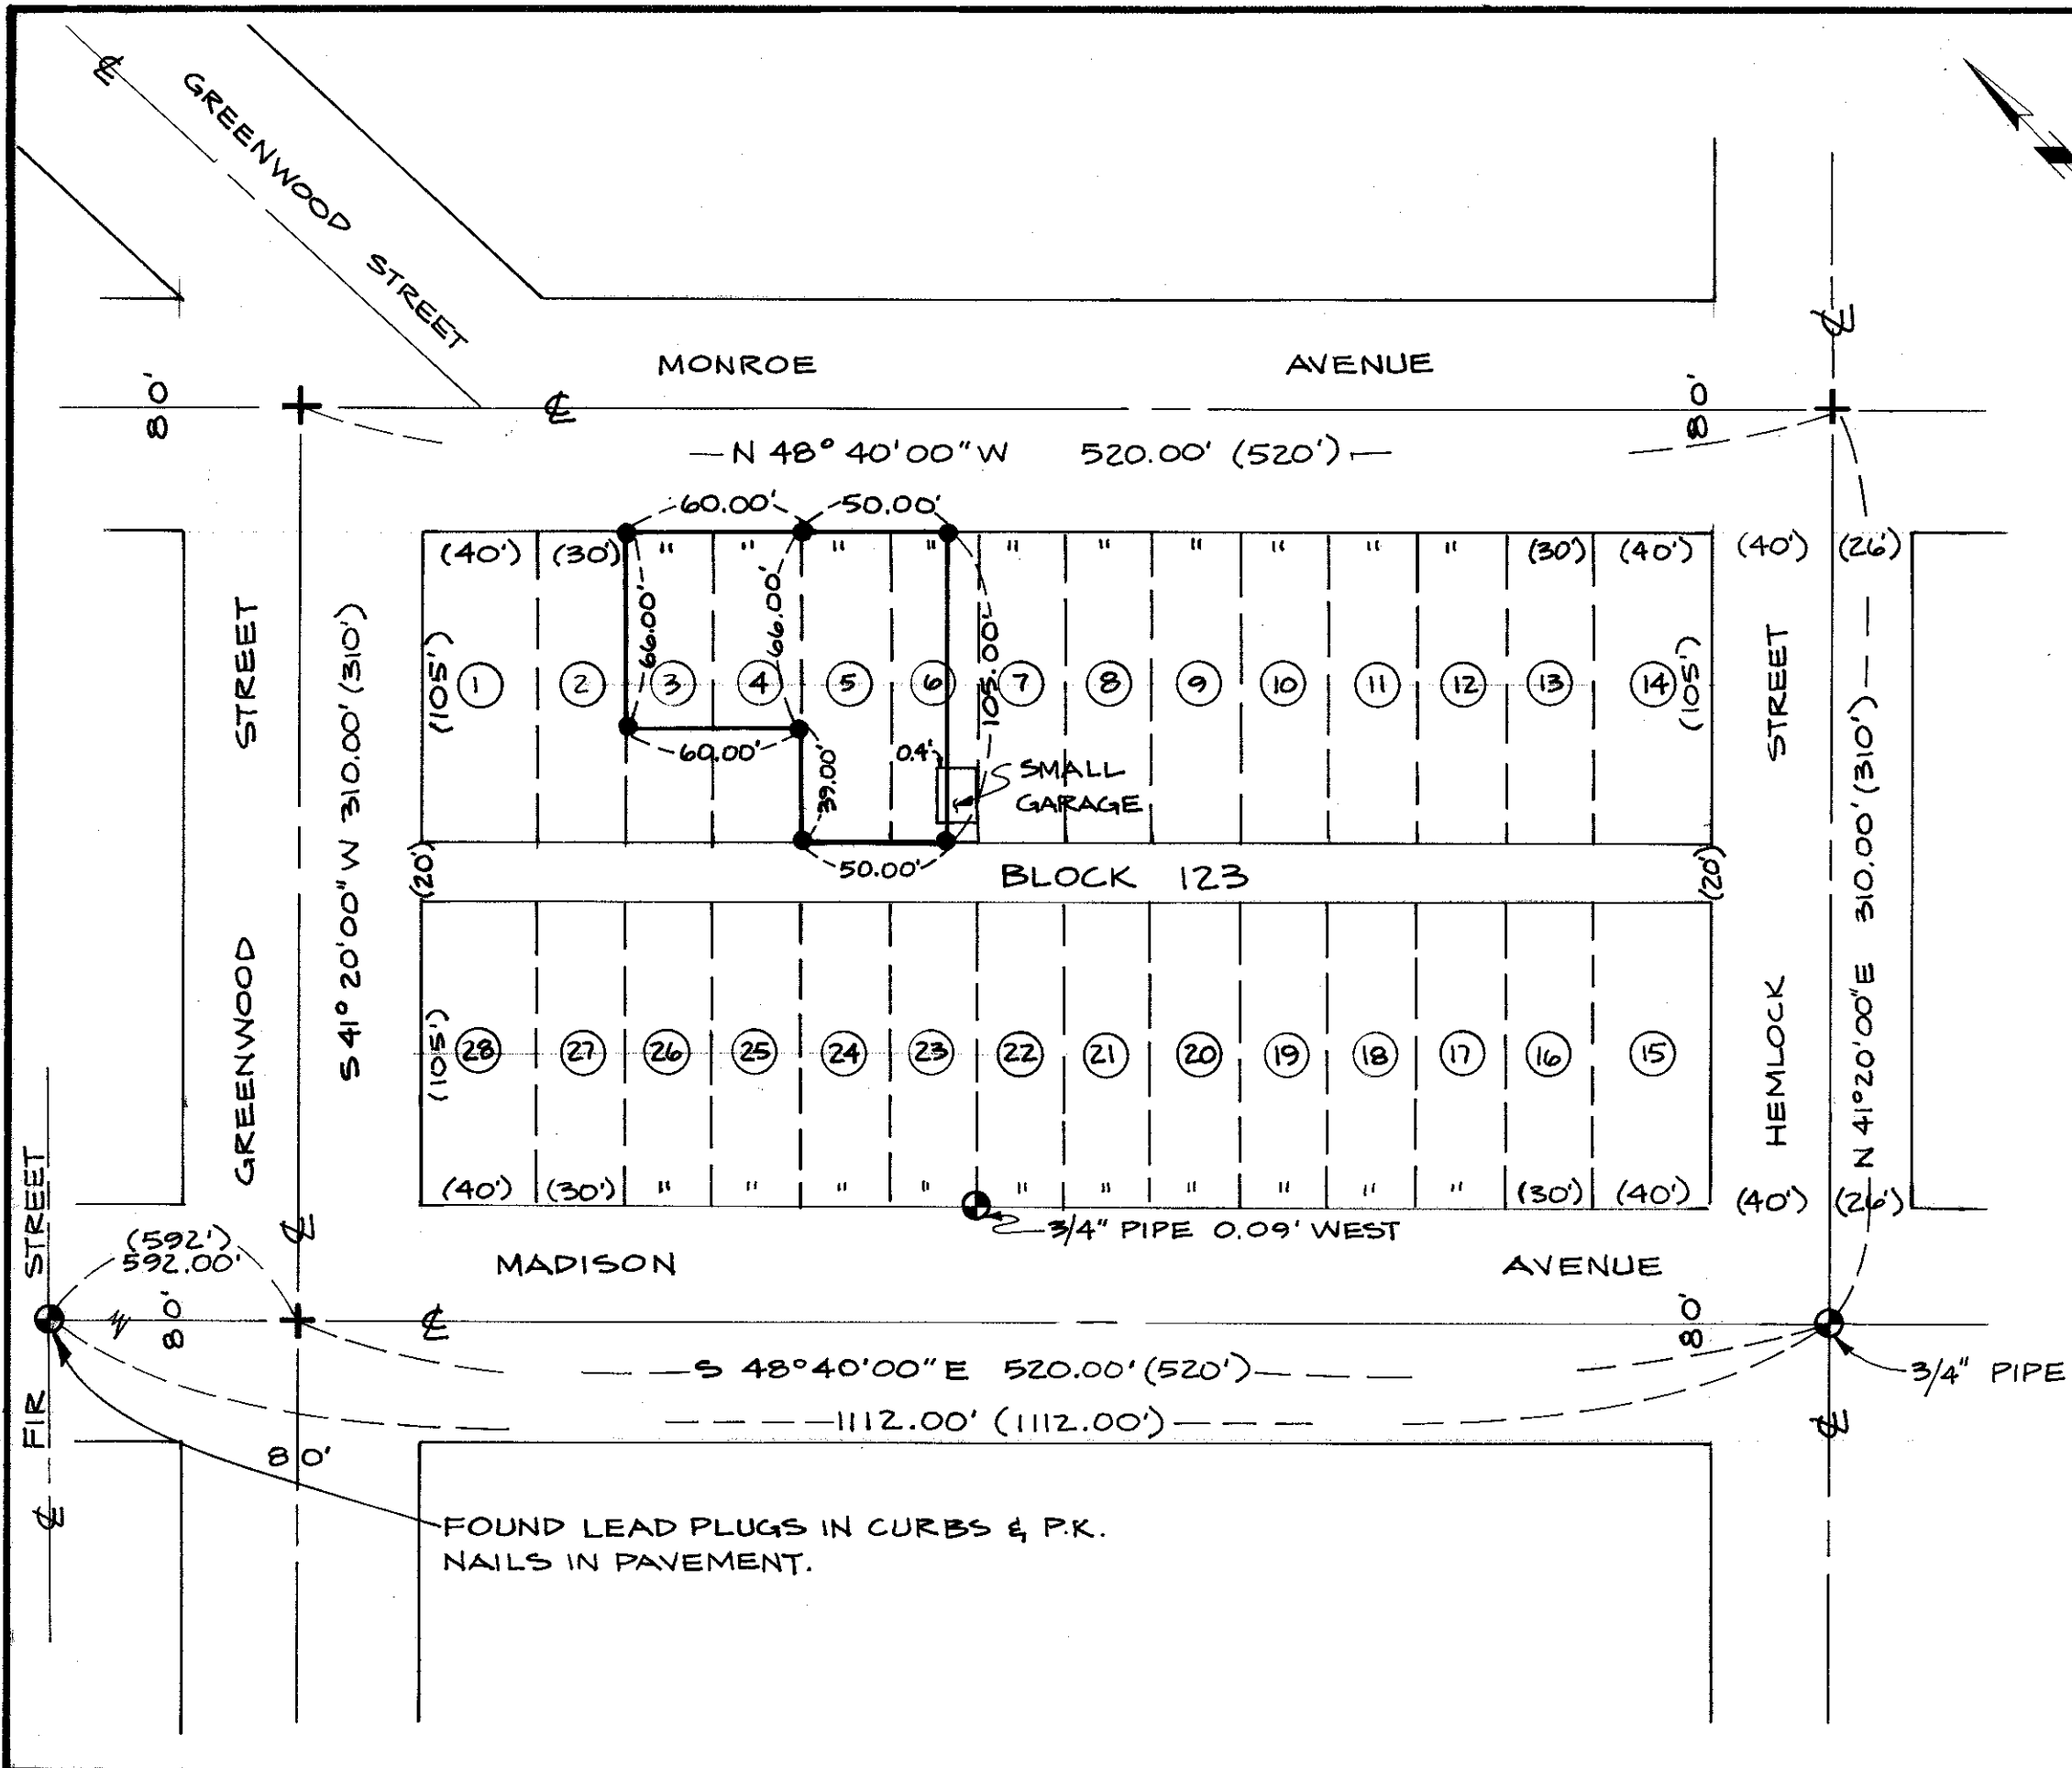 ℄
GREENWOOD STREET
MONROE AVENUE
℄
℄
80'
80'
N 48° 40'00" W 520.00' (520')
60.00' 50.00'
(40') (30') " " " " " " " " " " (30') (40') (40') (26')
66.00'
66.00'
105.00'
(105')
(105')
1 2 3 4 5 6 7 8 9 10 11 12 13 14
60.00'
39.00'
0.4'
SMALL
GARAGE
50.00'
(20')
BLOCK 123
(20')
GREENWOOD STREET
S 41° 20'00" W 310.00' (310')
HEMLOCK STREET
N 41° 20'00" E 310.00' (310')
(105')
28 27 26 25 24 23 22 21 20 19 18 17 16 15
(40') (30') " " " " " " " " " " (30') (40') (40') (26')
3/4" PIPE 0.09' WEST
FIR STREET
℄
(592')
592.00'
℄
MADISON AVENUE
80'
℄
80'
S 48° 40'00" E 520.00' (520')
3/4" PIPE
1112.00' (1112.00')
℄
80'
FOUND LEAD PLUGS IN CURBS & P.K.
NAILS IN PAVEMENT.